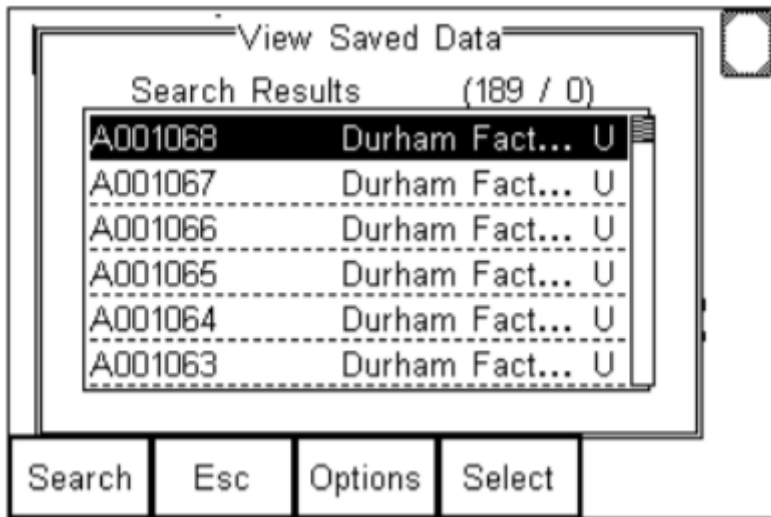 View Saved Data
Search Results (189 / 0)
A001068 Durham Fact... U
A001067 Durham Fact... U
A001066 Durham Fact... U
A001065 Durham Fact... U
A001064 Durham Fact... U
A001063 Durham Fact... U
Search Esc Options Select